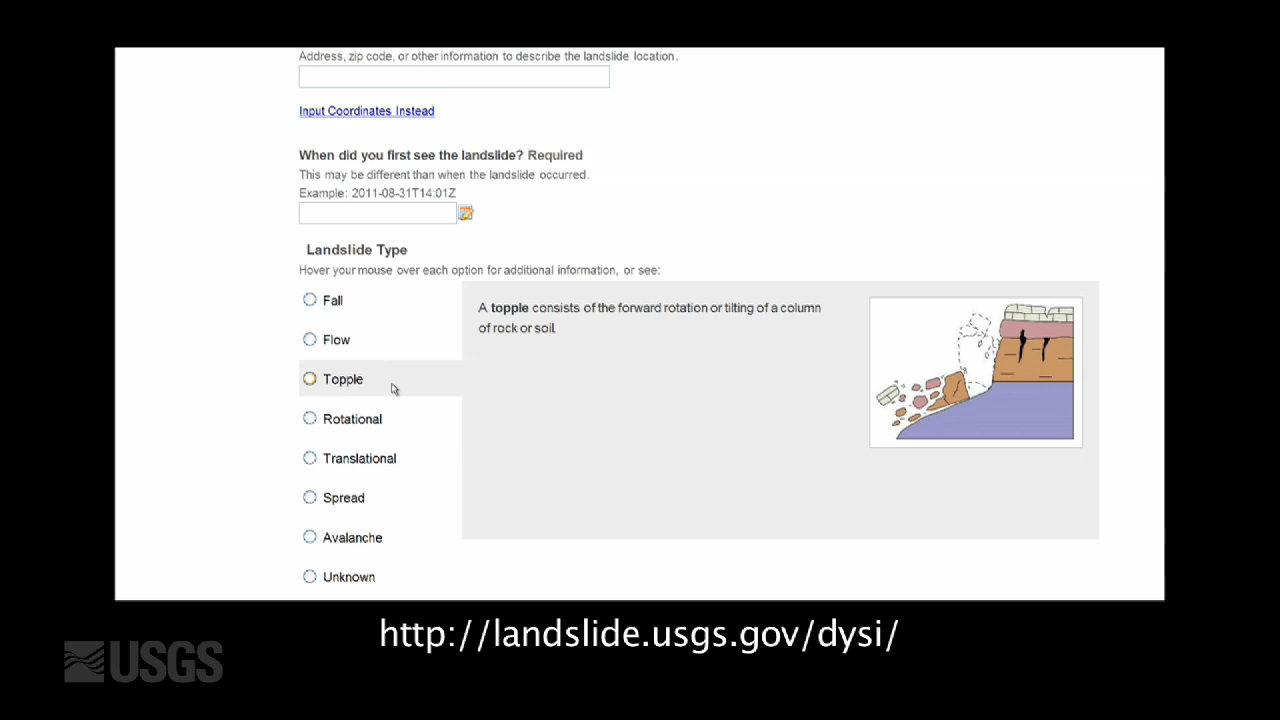 Address, zip code, or other information to describe the landslide location.
Input Coordinates Instead
When did you first see the landslide? Required
This may be different than when the landslide occurred.
Example: 2011-08-31T14:01Z
Landslide Type
Hover your mouse over each option for additional information, or see:
Fall
Flow
Topple
Rotational
Translational
Spread
Avalanche
Unknown
A topple consists of the forward rotation or tilting of a column
of rock or soil.
http://landslide.usgs.gov/dysi/
USGS